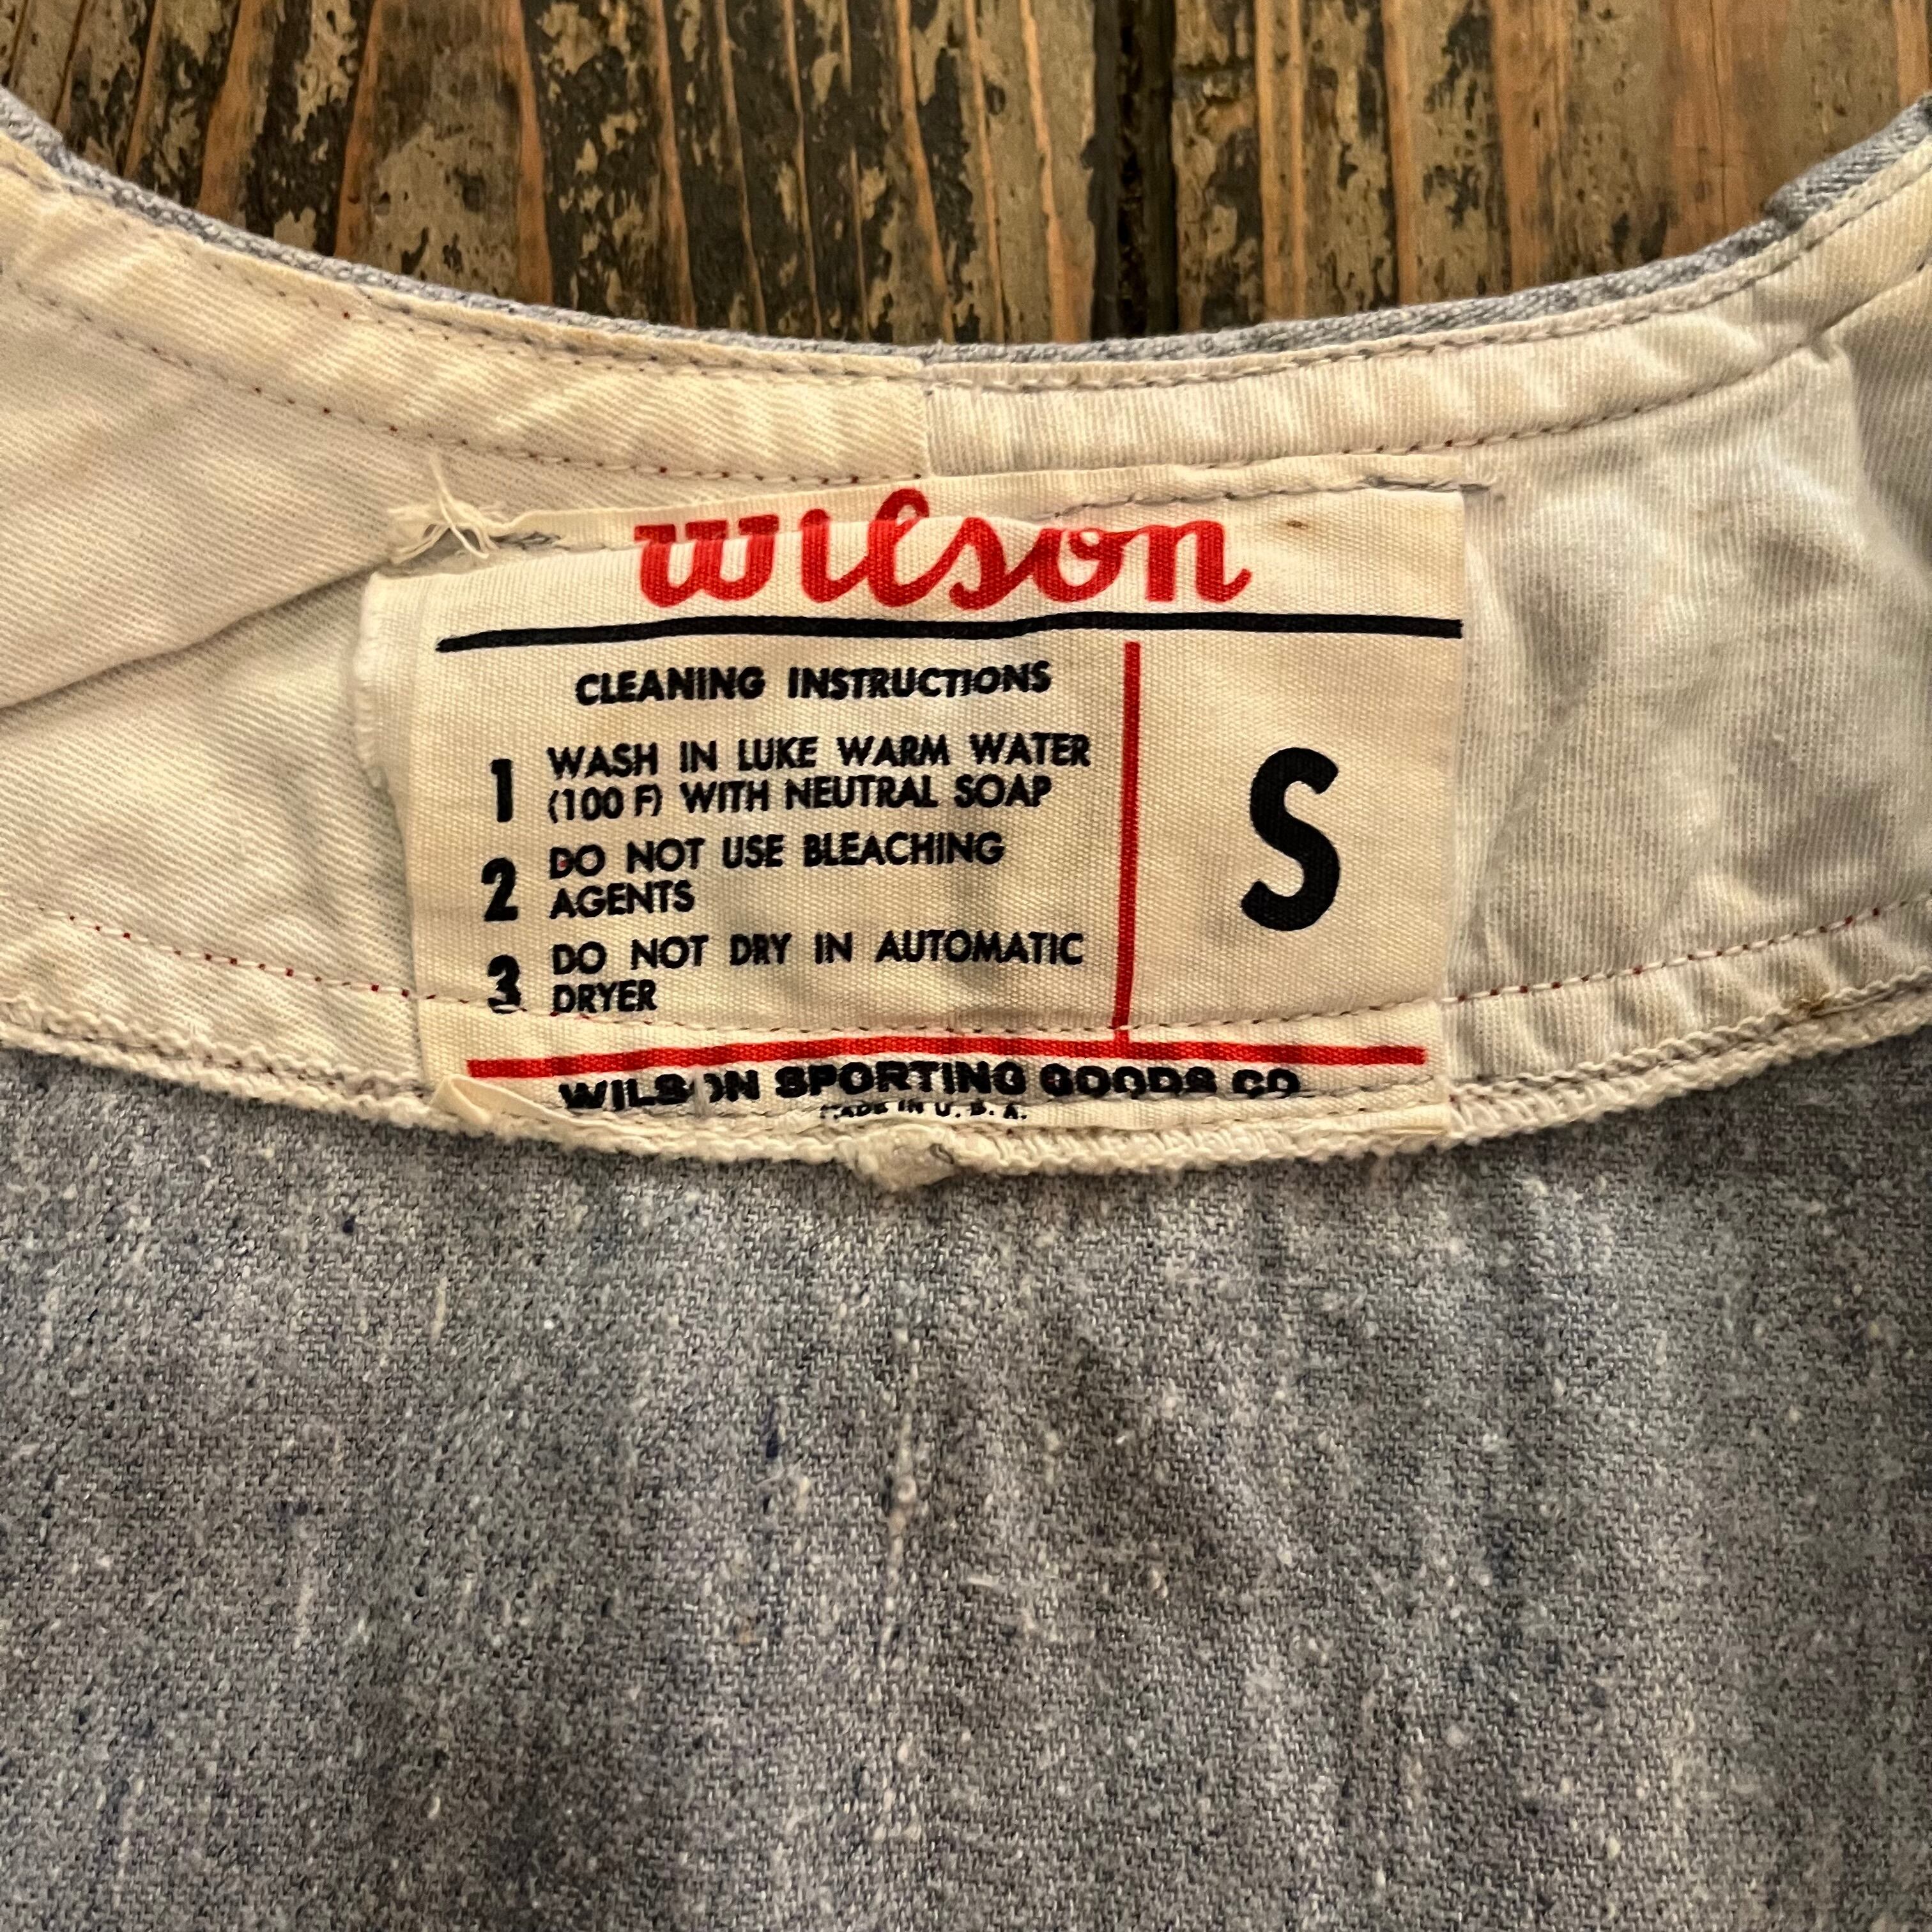 wilson
CLEANING INSTRUCTIONS
1 WASH IN LUKE WARM WATER
(100 F) WITH NEUTRAL SOAP
2 DO NOT USE BLEACHING
AGENTS
3 DO NOT DRY IN AUTOMATIC
DRYER
S
WILSON SPORTING GOODS CO.
MADE IN U.S.A.